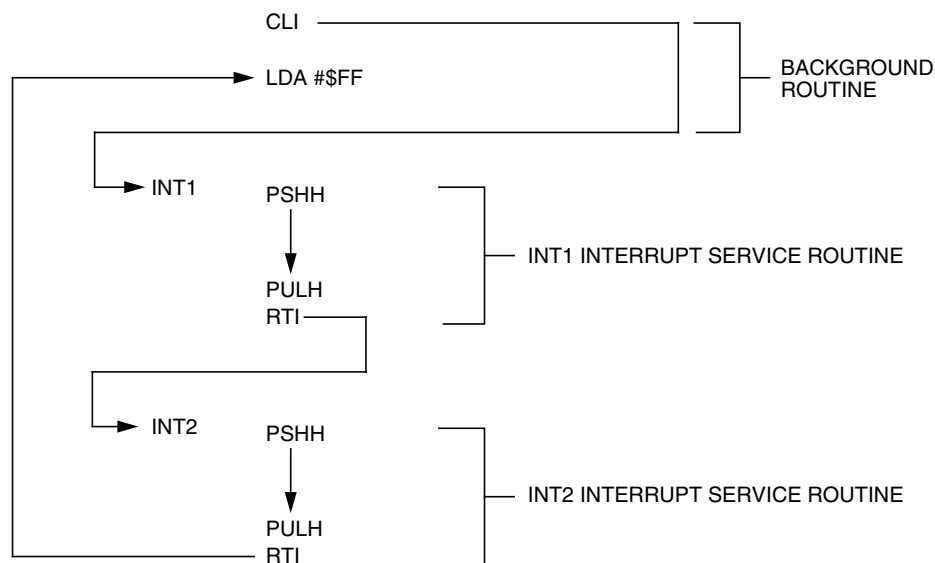 CLI
LDA #$FF
BACKGROUND
ROUTINE
INT1
PSHH
INT1 INTERRUPT SERVICE ROUTINE
PULH
RTI
INT2
PSHH
INT2 INTERRUPT SERVICE ROUTINE
PULH
RTI